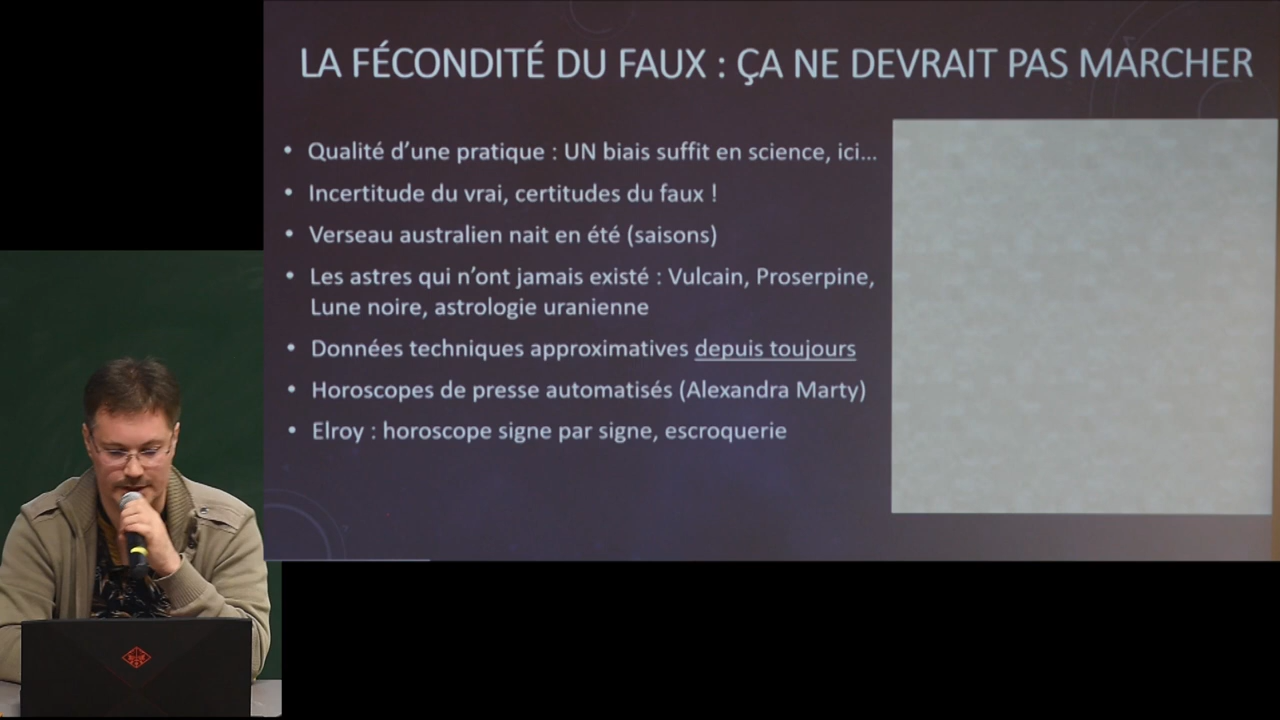 LA FÉCONDITÉ DU FAUX : ÇA NE DEVRAIT PAS MARCHER
• Qualité d’une pratique : UN biais suffit en science, ici…
• Incertitude du vrai, certitudes du faux !
• Verseau australien nait en été (saisons)
• Les astres qui n’ont jamais existé : Vulcain, Proserpine,
Lune noire, astrologie uranienne
• Données techniques approximatives depuis toujours
• Horoscopes de presse automatisés (Alexandra Marty)
• Elroy : horoscope signe par signe, escroquerie